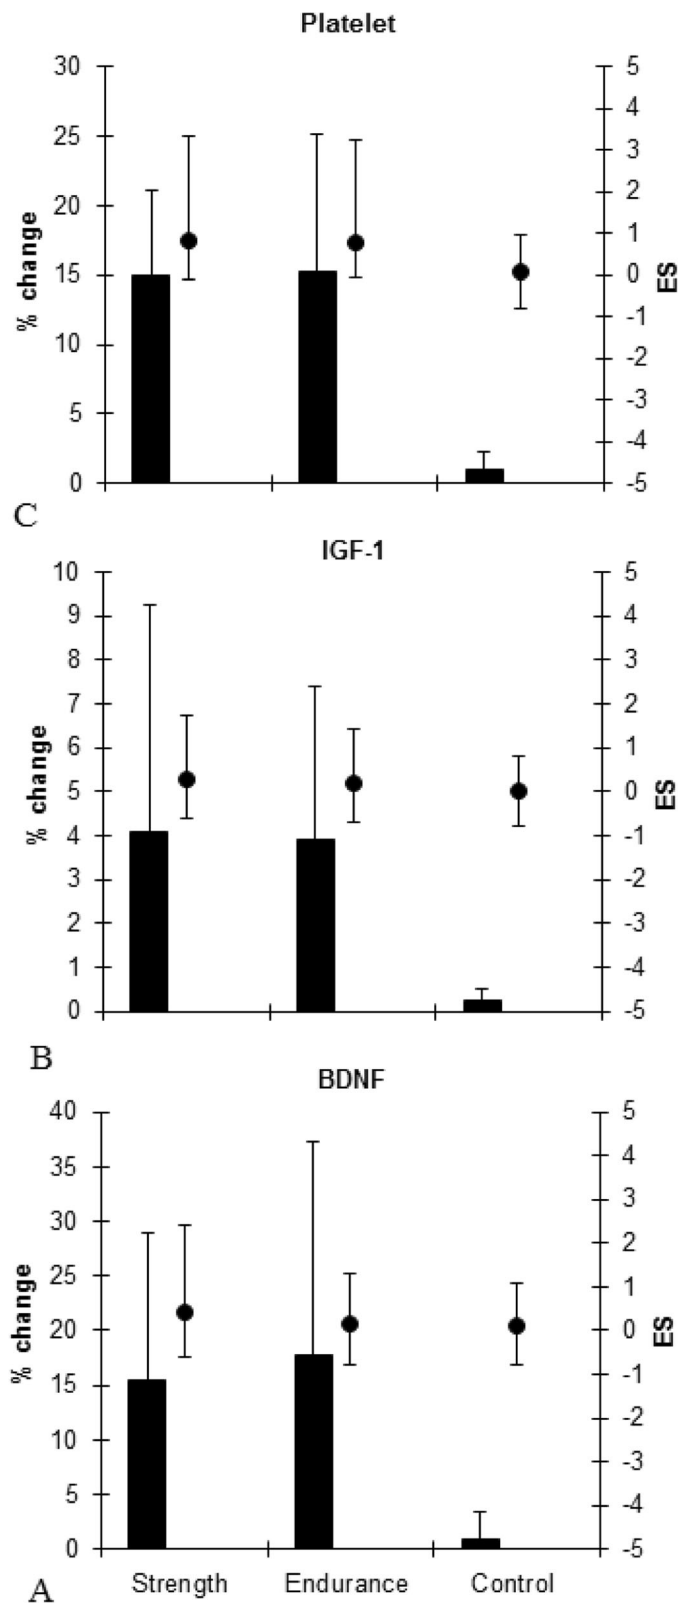 Platelet
30 5
4
25 3
20 2
1
15 0
-1
10 -2
-3
5 -4
0 -5
% change
ES
C
IGF-1
10 5
9 4
8 3
7 2
6 1
5 0
4 -1
3 -2
2 -3
1 -4
0 -5
% change
ES
B
BDNF
40 5
4
35
3
30
2
25 1
20 0
15 -1
-2
10
-3
5 -4
0 -5
% change
ES
Strength Endurance Control
A